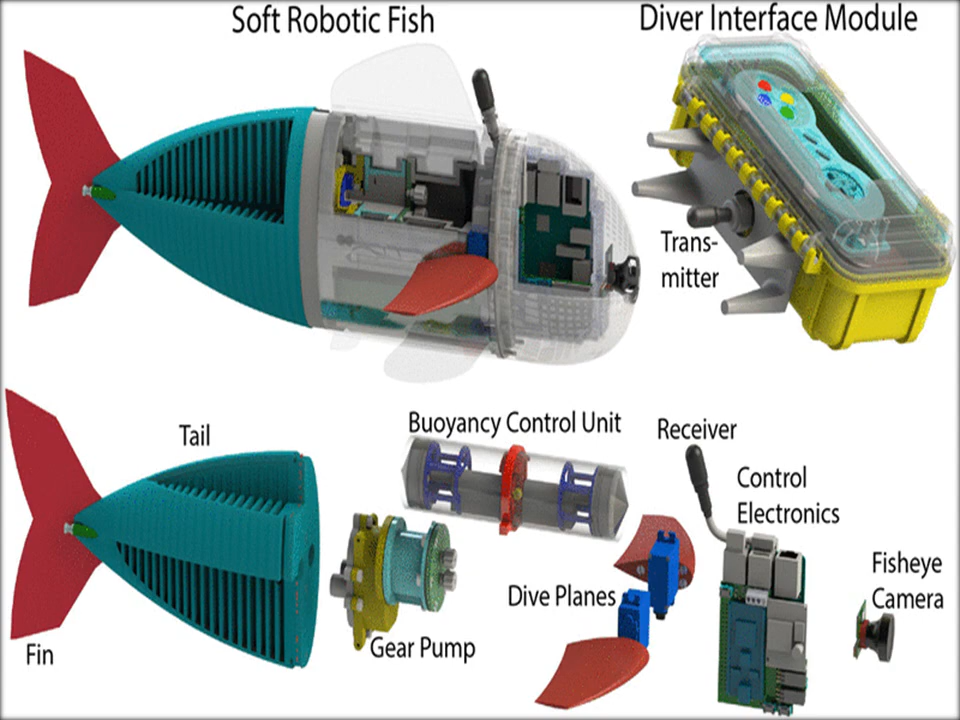 Soft Robotic Fish
Diver Interface Module
Trans-
mitter
Tail
Buoyancy Control Unit
Receiver
Control
Electronics
Fisheye
Camera
Dive Planes
Gear Pump
Fin